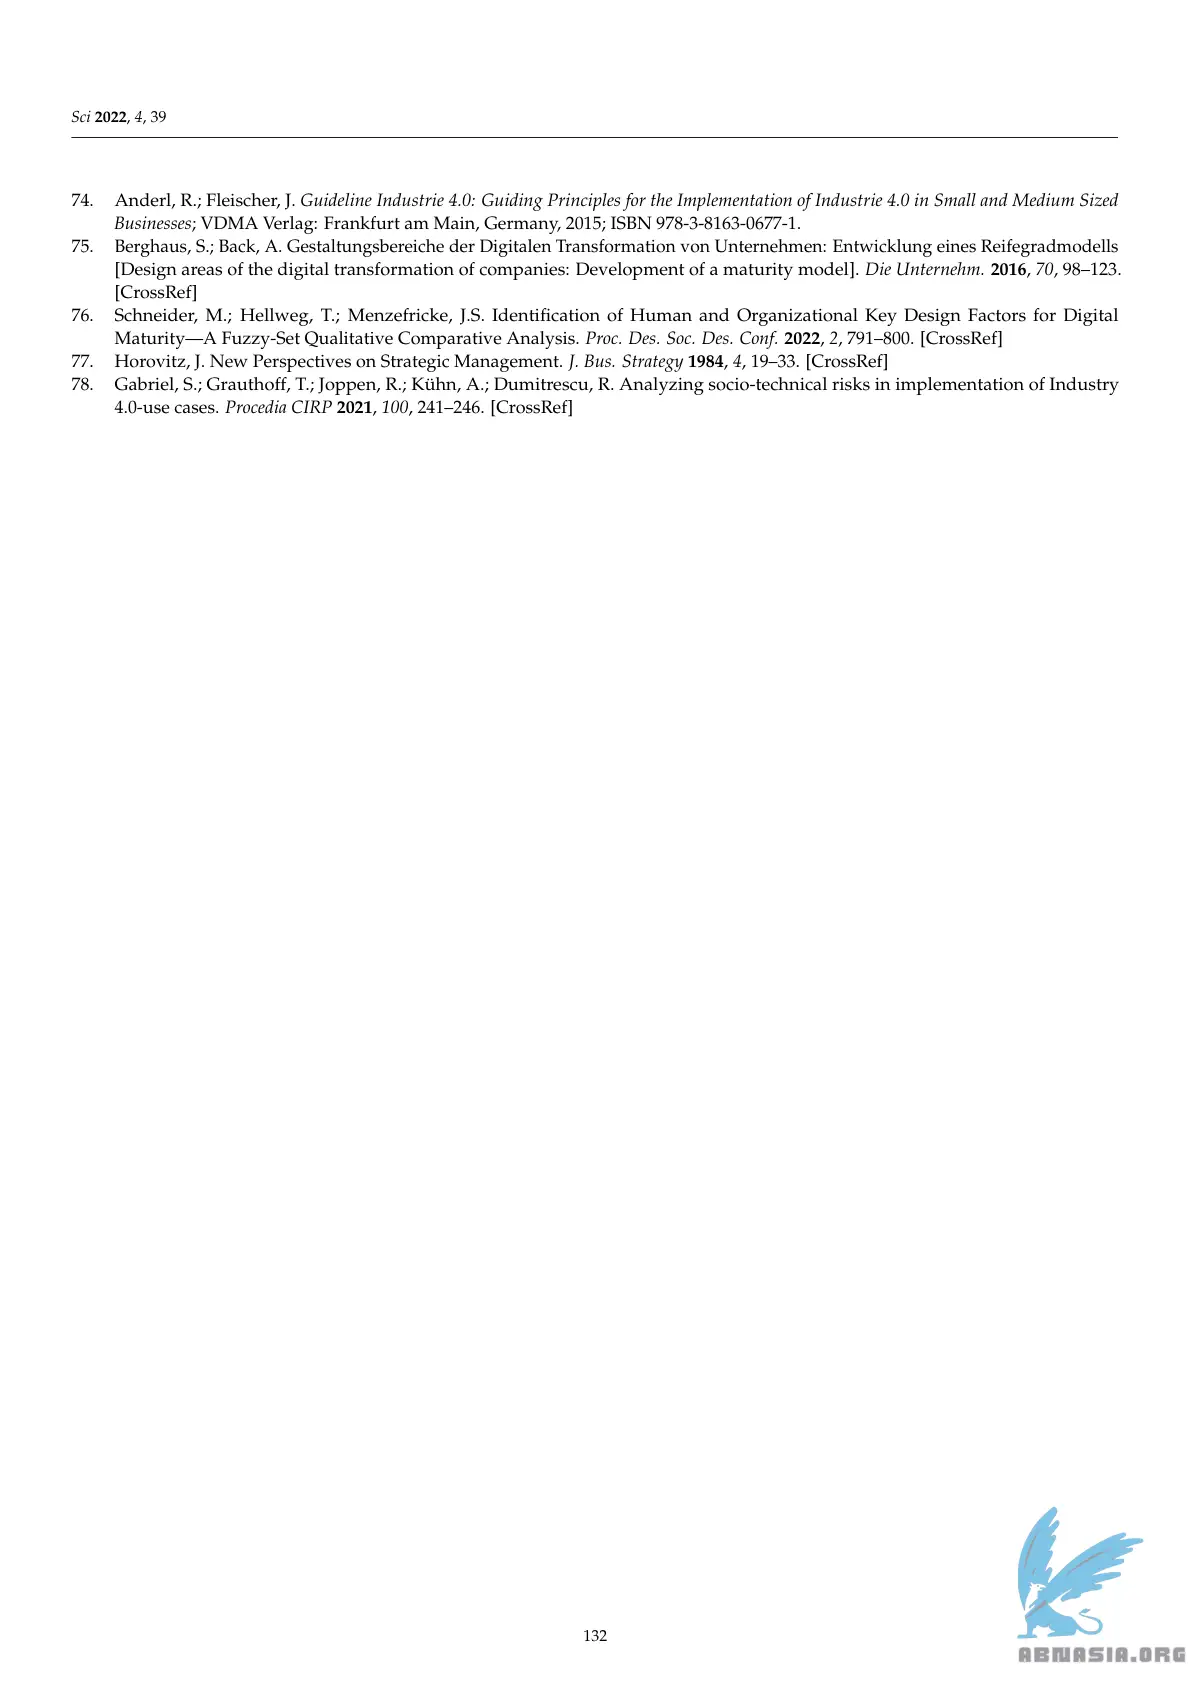 Sci 2022, 4, 39
74. Anderl, R.; Fleischer, J. Guideline Industrie 4.0: Guiding Principles for the Implementation of Industrie 4.0 in Small and Medium Sized
Businesses; VDMA Verlag: Frankfurt am Main, Germany, 2015; ISBN 978-3-8163-0677-1.
75. Berghaus, S.; Back, A. Gestaltungsbereiche der Digitalen Transformation von Unternehmen: Entwicklung eines Reifegradmodells
[Design areas of the digital transformation of companies: Development of a maturity model]. Die Unternehm. 2016, 70, 98–123.
[CrossRef]
76. Schneider, M.; Hellweg, T.; Menzefricke, J.S. Identification of Human and Organizational Key Design Factors for Digital
Maturity—A Fuzzy-Set Qualitative Comparative Analysis. Proc. Des. Soc. Des. Conf. 2022, 2, 791–800. [CrossRef]
77. Horovitz, J. New Perspectives on Strategic Management. J. Bus. Strategy 1984, 4, 19–33. [CrossRef]
78. Gabriel, S.; Grauthoff, T.; Joppen, R.; Kühn, A.; Dumitrescu, R. Analyzing socio-technical risks in implementation of Industry
4.0-use cases. Procedia CIRP 2021, 100, 241–246. [CrossRef]
132
ABNASIA.ORG